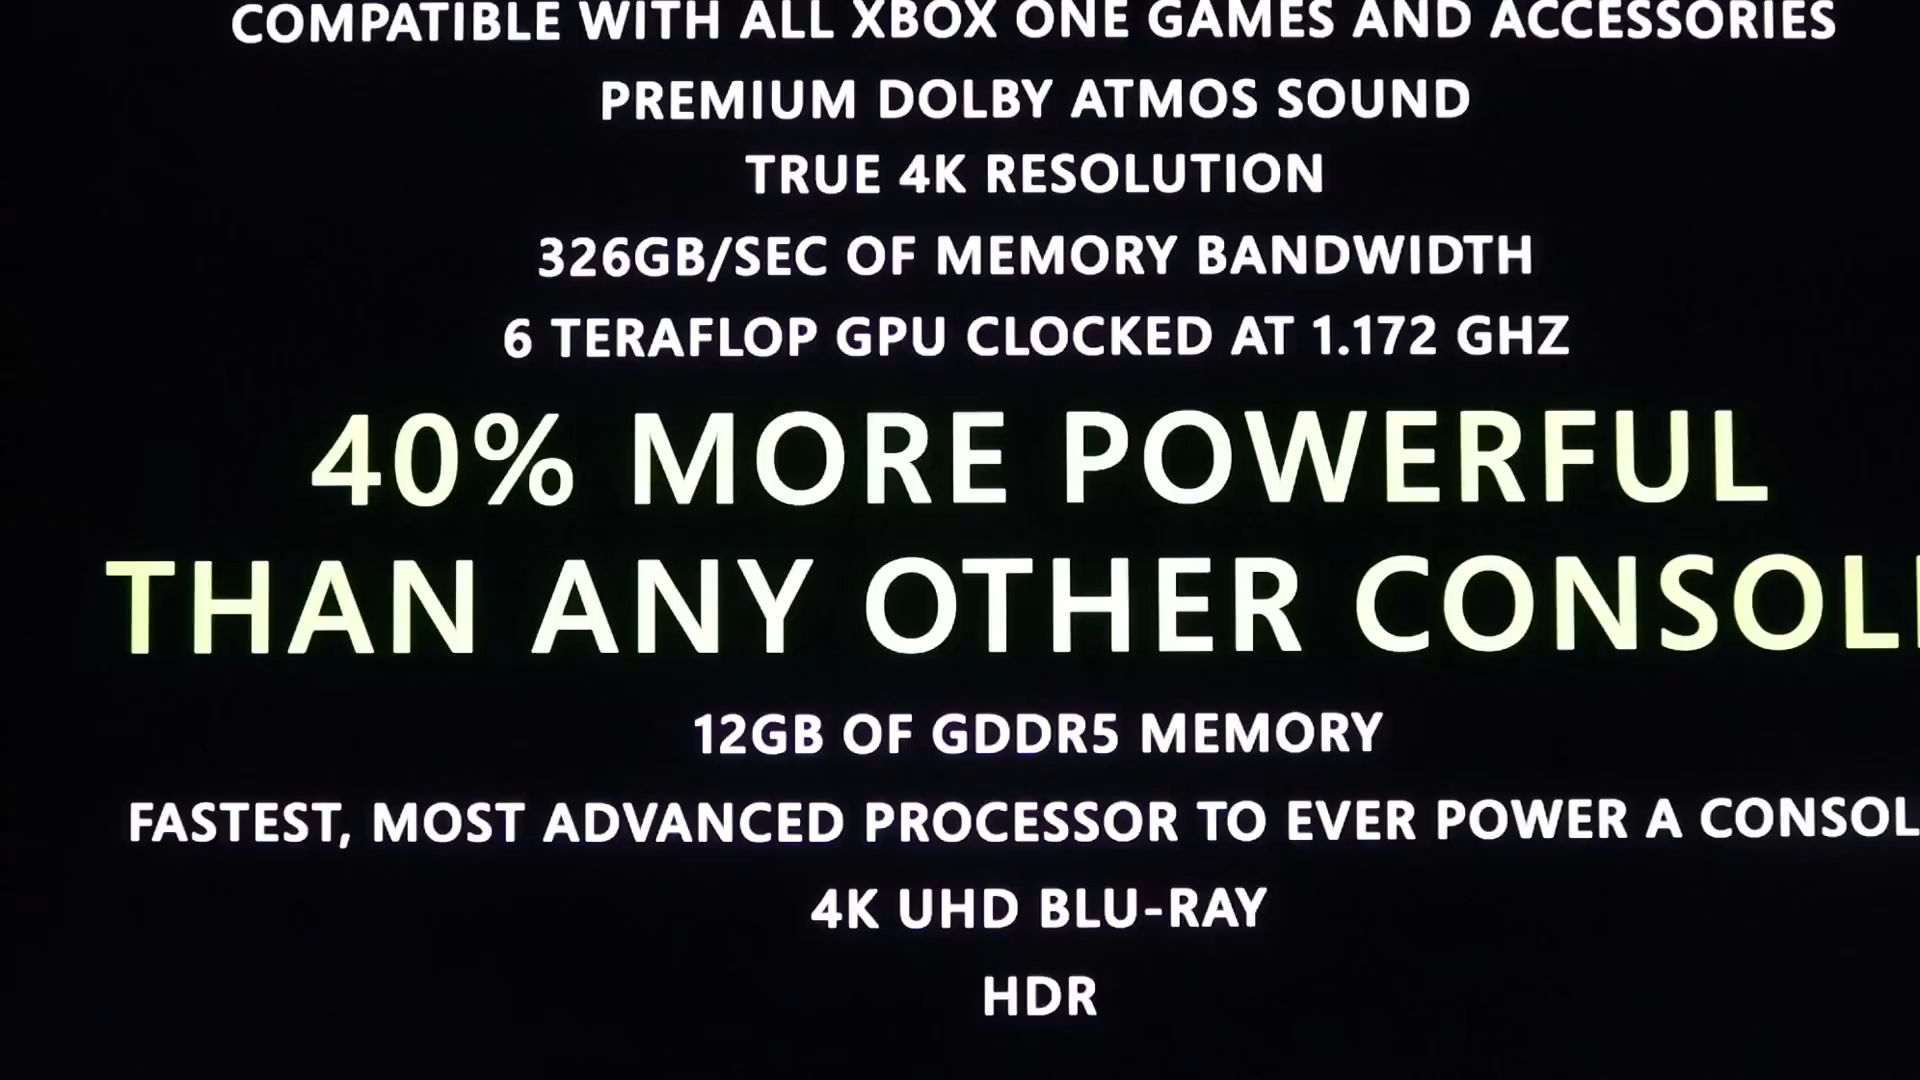 COMPATIBLE WITH ALL XBOX ONE GAMES AND ACCESSORIES
PREMIUM DOLBY ATMOS SOUND
TRUE 4K RESOLUTION
326GB/SEC OF MEMORY BANDWIDTH
6 TERAFLOP GPU CLOCKED AT 1.172 GHZ
40% MORE POWERFUL
THAN ANY OTHER CONSOL
12GB OF GDDR5 MEMORY
FASTEST, MOST ADVANCED PROCESSOR TO EVER POWER A CONSOL
4K UHD BLU-RAY
HDR